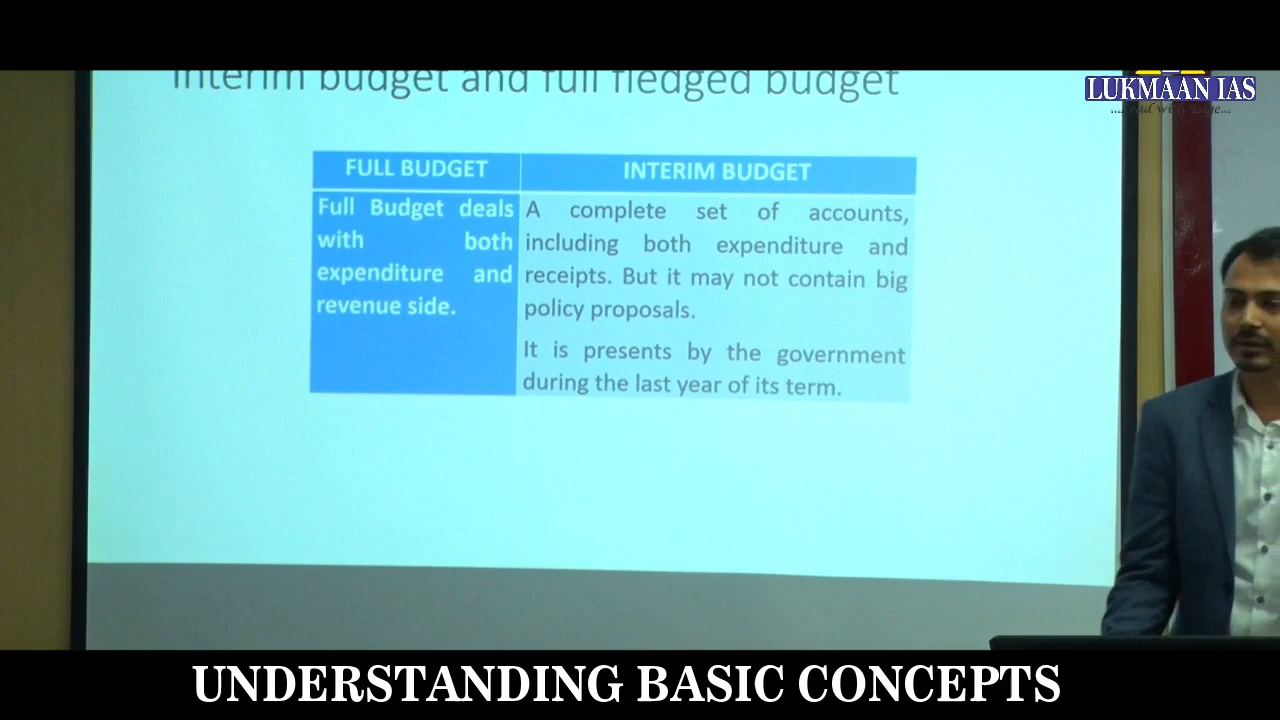 LUKMAAN IAS
Interim budget and full fledged budget
FULL BUDGET
INTERIM BUDGET
Full Budget deals
with both
expenditure and
revenue side.
A complete set of accounts,
including both expenditure and
receipts. But it may not contain big
policy proposals.
It is presents by the government
during the last year of its term.
UNDERSTANDING BASIC CONCEPTS